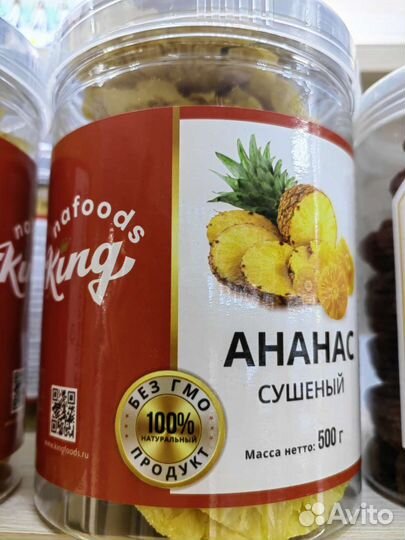 nafoods
King
АНАНАС
СУШЕНЫЙ
Масса нетто: 500 г
БЕЗ ГМО
100%
НАТУРАЛЬНЫЙ
ПРОДУКТ
www.kingfoods.ru
Avito